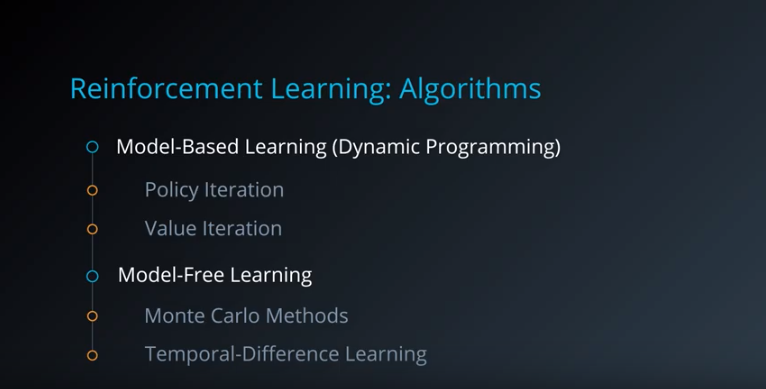 Reinforcement Learning: Algorithms
Model-Based Learning (Dynamic Programming)
Policy Iteration
Value Iteration
Model-Free Learning
Monte Carlo Methods
Temporal-Difference Learning